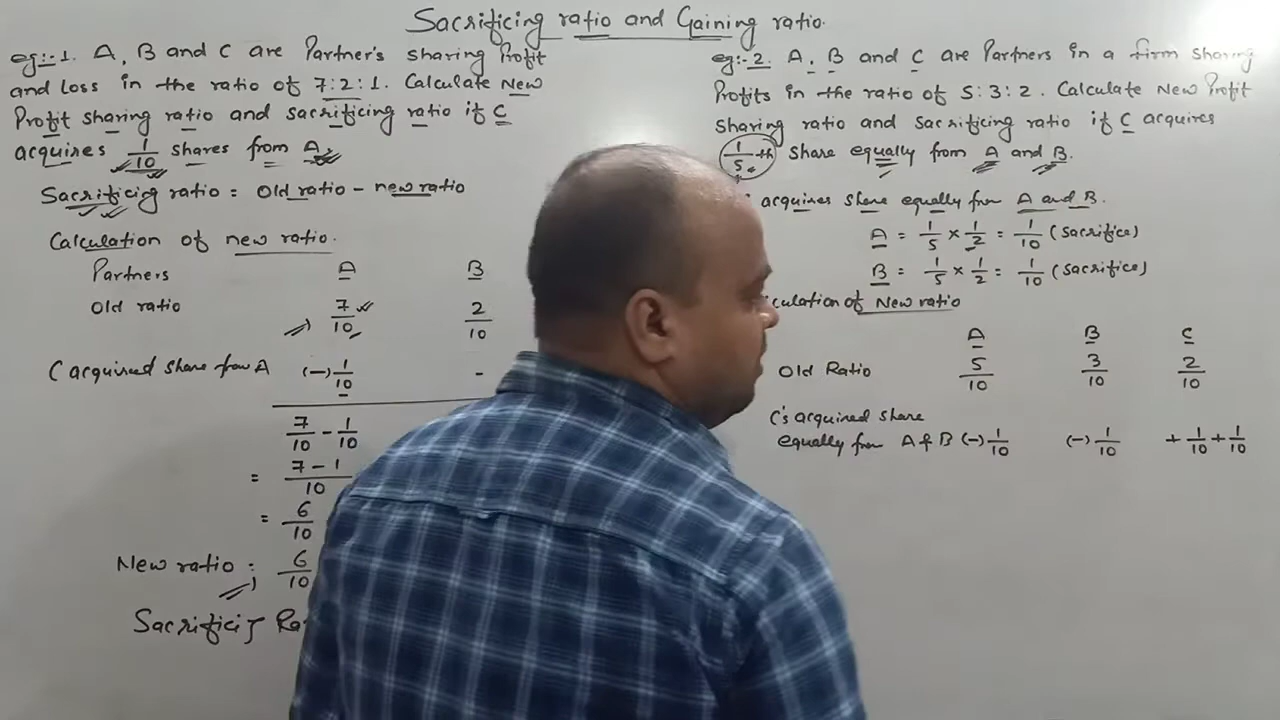 Sacrificing ratio and Gaining ratio.
eg:-1. A, B and C are Partner's sharing Profit
and Loss in the ratio of 7:2:1. Calculate New
Profit sharing ratio and sacrificing ratio if C
acquires 1/10 shares from A.
Sacrificing ratio = Old ratio - new ratio
Calculation of new ratio.
Partners A B
Old ratio 7/10 2/10
C acquired share from A (-) 1/10 -
7/10 - 1/10
= 7-1/10
= 6/10
New ratio = 6/10
eg:-2. A, B and C are Partners in a firm sharing
Profits in the ratio of 5:3:2. Calculate New Profit
sharing ratio and sacrificing ratio if C acquires
1/5-th share equally from A and B.
acquires share equally from A and B.
A = 1/5 × 1/2 = 1/10 (sacrifice)
B = 1/5 × 1/2 = 1/10 (sacrifice)
culation of New ratio
A B C
Old Ratio 5/10 3/10 2/10
C's acquired share
equally from A & B (-) 1/10 (-) 1/10 + 1/10 + 1/10